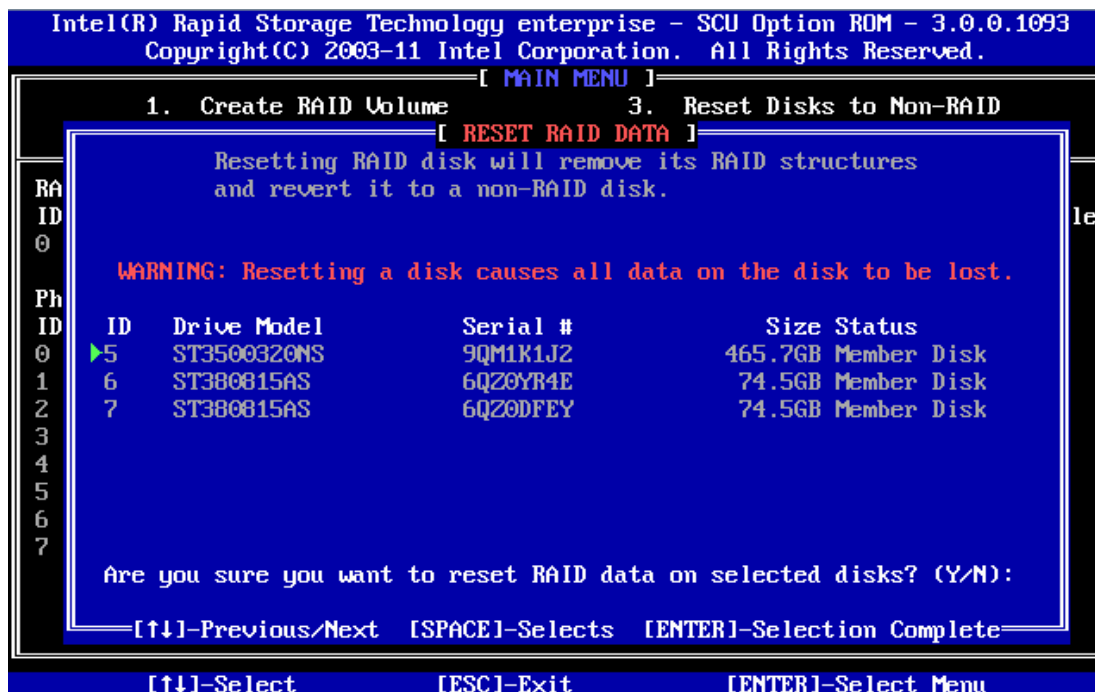 Intel(R) Rapid Storage Technology enterprise - SCU Option ROM - 3.0.0.1093
Copyright(C) 2003-11 Intel Corporation.  All Rights Reserved.
[ MAIN MENU ]
1.  Create RAID Volume    3.  Reset Disks to Non-RAID
[ RESET RAID DATA ]
Resetting RAID disk will remove its RAID structures
and revert it to a non-RAID disk.
RA
ID
0
WARNING: Resetting a disk causes all data on the disk to be lost.
Ph
ID ID Drive Model Serial # Size Status
0 5 ST3500320NS 9QM1K1J2 465.7GB Member Disk
1 6 ST380815AS 6QZ0YR4E 74.5GB Member Disk
2 7 ST380815AS 6QZ0DFEY 74.5GB Member Disk
3
4
5
6
7
Are you sure you want to reset RAID data on selected disks? (Y/N):
[↑↓]-Previous/Next [SPACE]-Selects [ENTER]-Selection Complete
[↑↓]-Select [ESC]-Exit [ENTER]-Select Menu